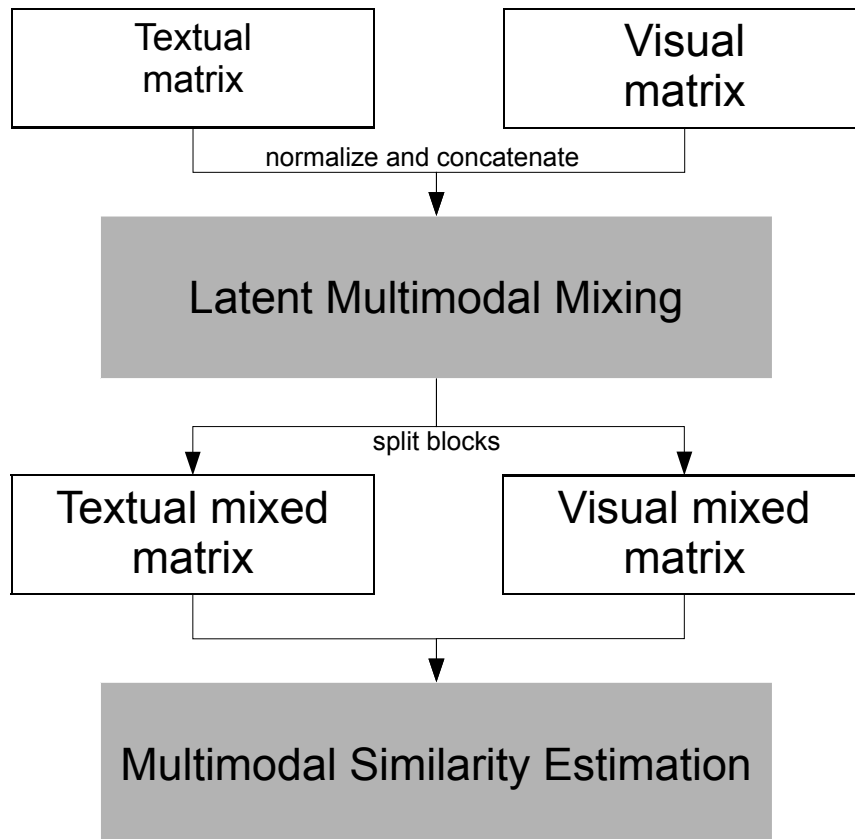 Textual
matrix
Visual
matrix
normalize and concatenate
Latent Multimodal Mixing
split blocks
Textual mixed
matrix
Visual mixed
matrix
Multimodal Similarity Estimation